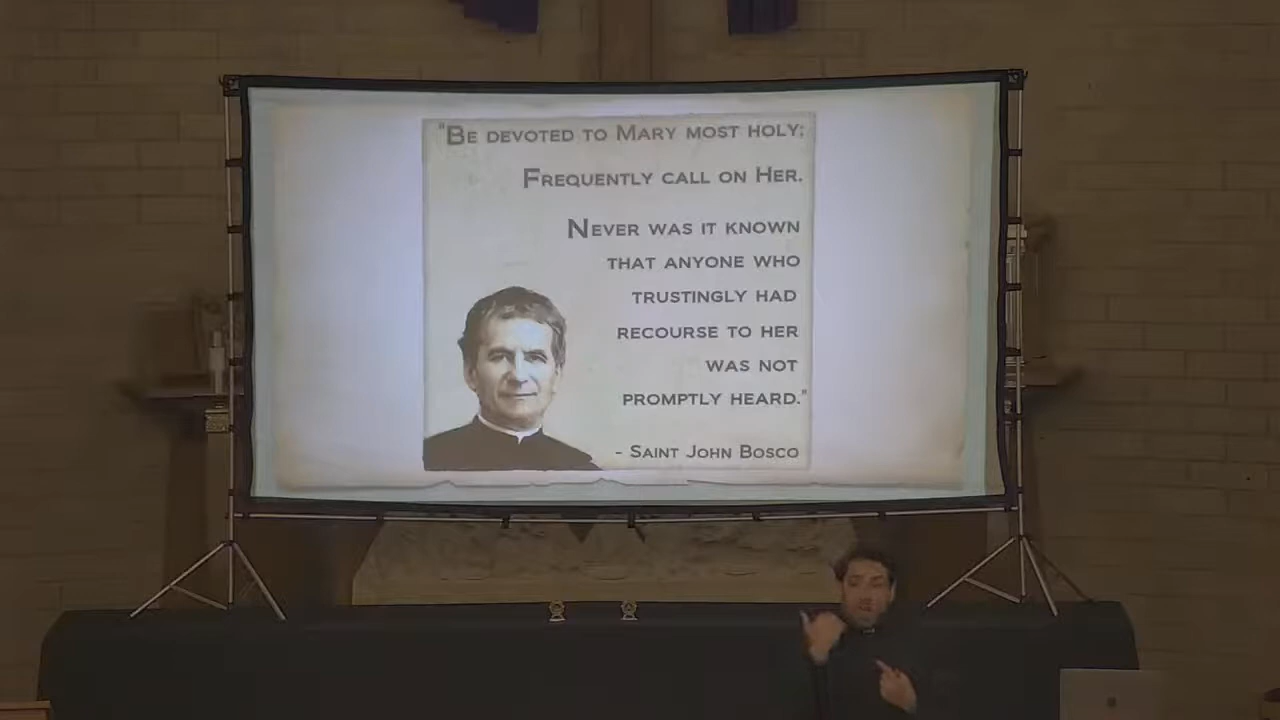 "Be devoted to Mary most holy;
Frequently call on Her.
Never was it known
that anyone who
trustingly had
recourse to her
was not
promptly heard."
- Saint John Bosco